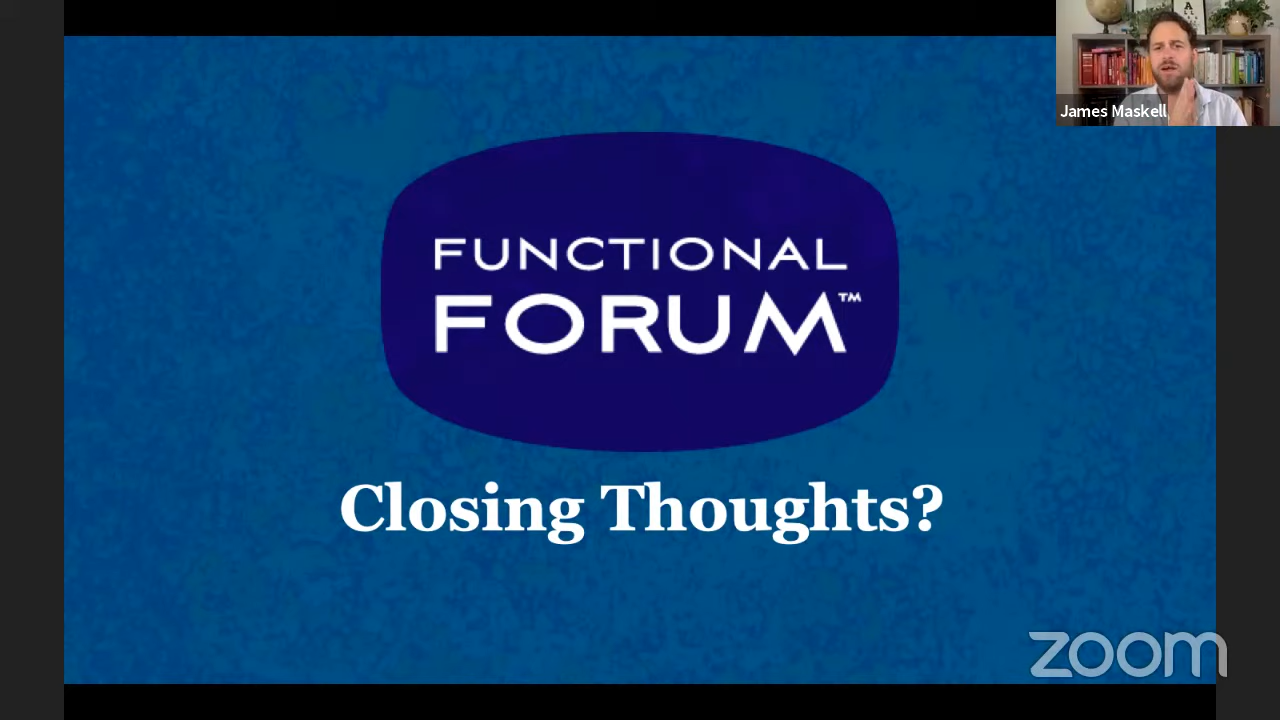 James Maskell
FUNCTIONAL
FORUM™
Closing Thoughts?
zoom